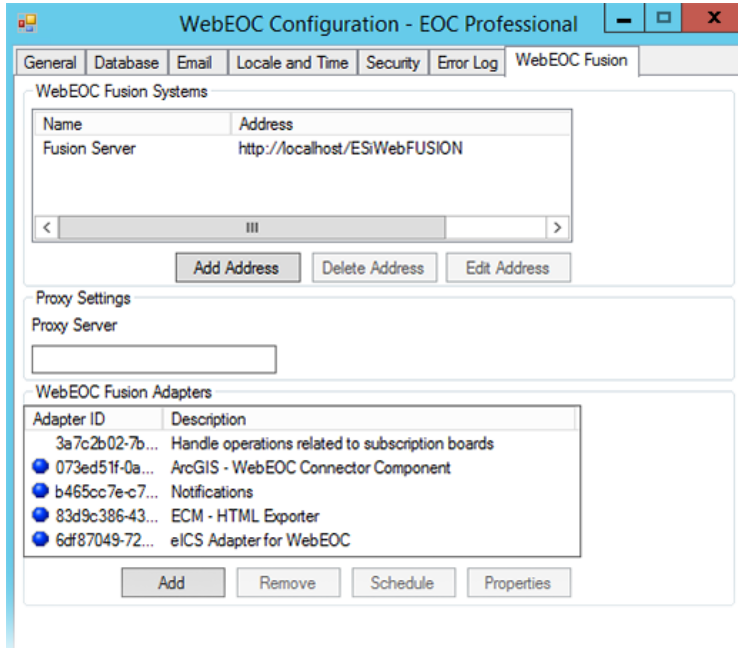 WebEOC Configuration - EOC Professional
General Database Email Locale and Time Security Error Log WebEOC Fusion
WebEOC Fusion Systems
Name Address
Fusion Server http://localhost/ESiWebFUSION
Add Address Delete Address Edit Address
Proxy Settings
Proxy Server
WebEOC Fusion Adapters
Adapter ID Description
3a7c2b02-7b... Handle operations related to subscription boards
073ed51f-0a... ArcGIS - WebEOC Connector Component
b465cc7e-c7... Notifications
83d9c386-43... ECM - HTML Exporter
6df87049-72... eICS Adapter for WebEOC
Add Remove Schedule Properties